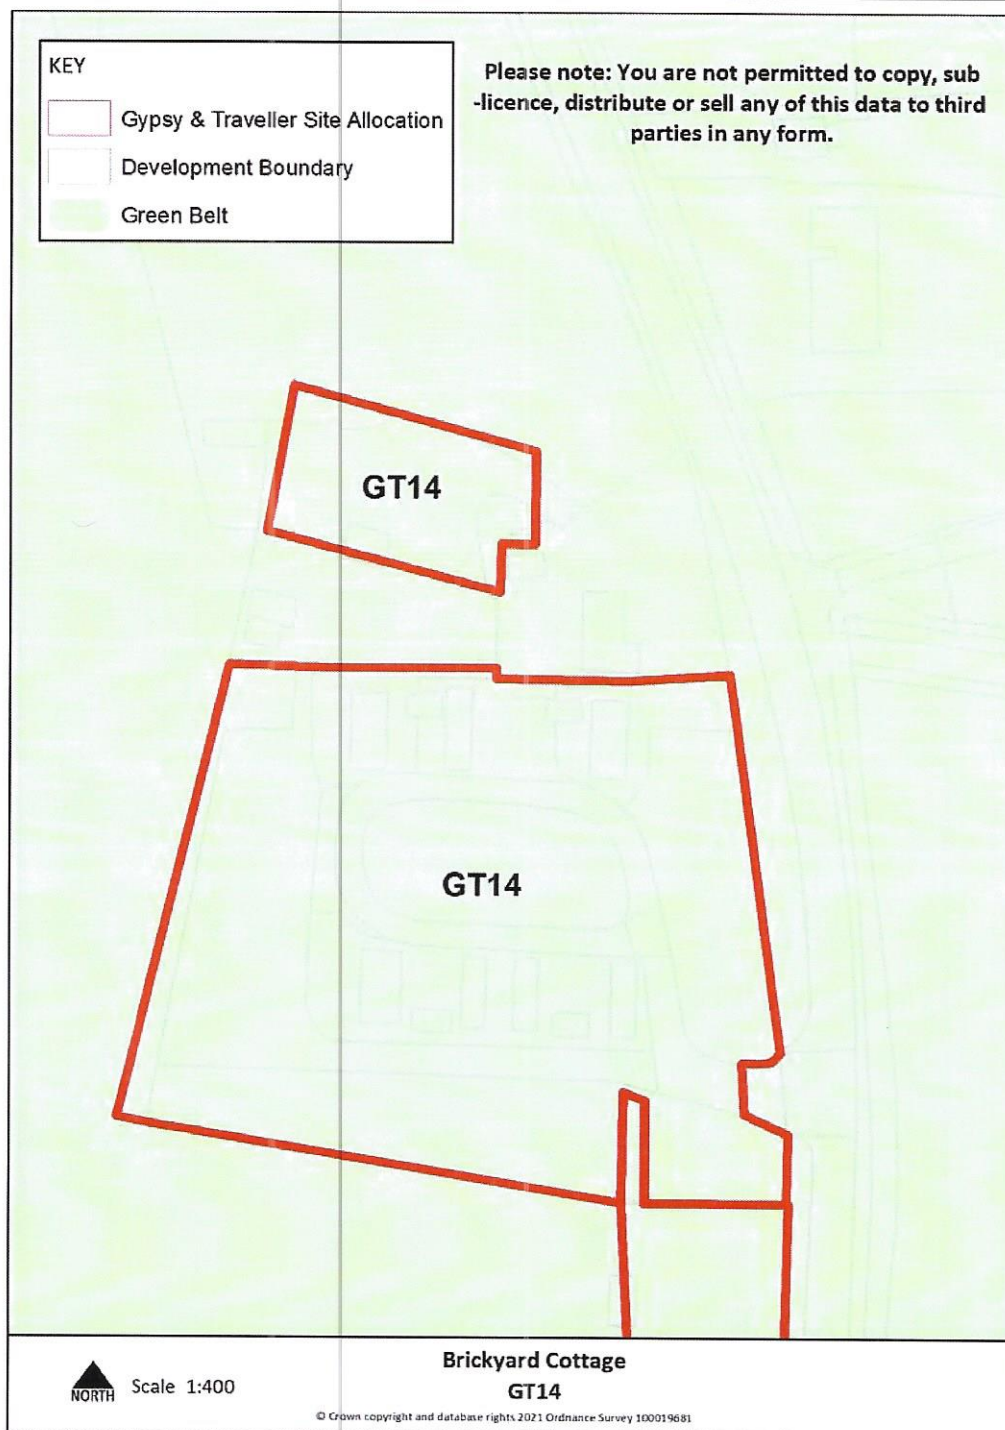 KEY
Gypsy & Traveller Site Allocation
Development Boundary
Green Belt
Please note: You are not permitted to copy, sub
-licence, distribute or sell any of this data to third
parties in any form.
GT14
GT14
NORTH
Scale 1:400
Brickyard Cottage
GT14
© Crown copyright and database rights 2021 Ordnance Survey 100019681